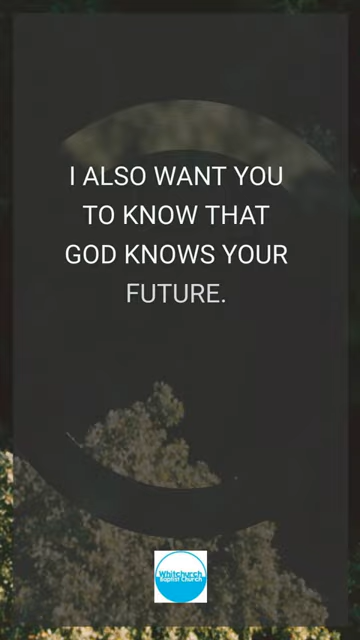 I ALSO WANT YOU
TO KNOW THAT
GOD KNOWS YOUR
FUTURE.
Whitchurch
Baptist Church